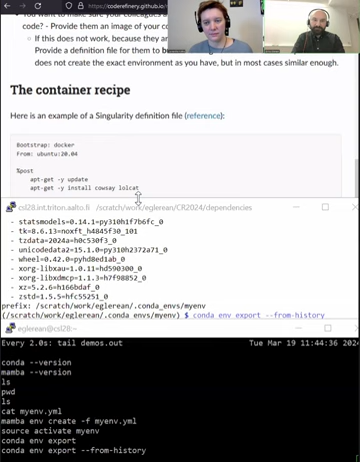 https://coderefinery.github.io/r
You want to make sure your colleagues a
code? - Provide them an image of your co
If this does not work, because they ar
Provide a definition file for them to b
does not create the exact environment as you have, but in most cases similar enough.
The container recipe
Here is an example of a Singularity definition file (reference):
Bootstrap: docker
From: ubuntu:20.04
%post
apt-get -y update
apt-get -y install cowsay lolcat
csl28.int.triton.aalto.fi /scratch/work/eglerean/CR2024/dependencies
- statsmodels=0.14.1=py310h1f7b6fc_0
- tk=8.6.13=noxft_h4845f30_101
- tzdata=2024a=h0c530f3_0
- unicodedata2=15.1.0=py310h2372a71_0
- wheel=0.42.0=pyhd8ed1ab_0
- xorg-libxau=1.0.11=hd590300_0
- xorg-libxdmcp=1.1.3=h7f98852_0
- xz=5.2.6=h166bdaf_0
- zstd=1.5.5=hfc55251_0
prefix: /scratch/work/eglerean/.conda_envs/myenv
(/scratch/work/eglerean/.conda_envs/myenv) $ conda env export --from-history
eglerean@csl28:~
Every 2.0s: tail demos.out Tue Mar 19 11:44:36 202
conda --version
mamba --version
ls
pwd
ls
cat myenv.yml
mamba env create -f myenv.yml
source activate myenv
conda env export
conda env export --from-history